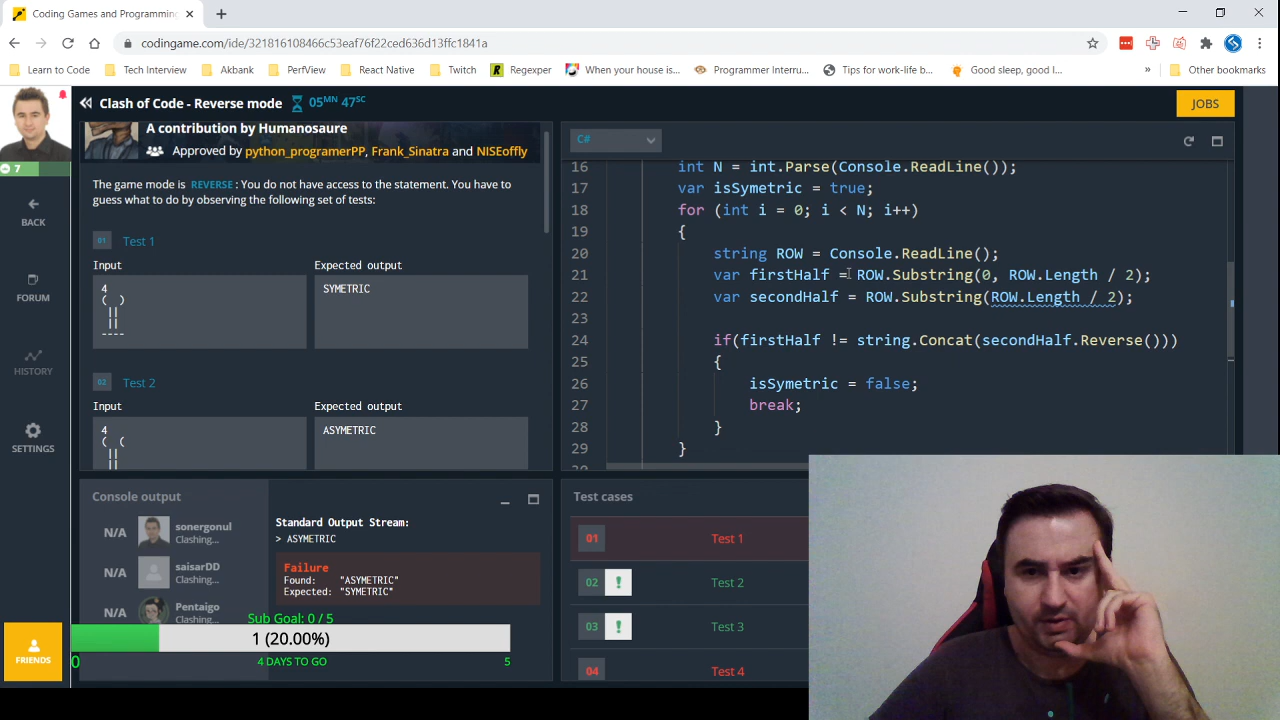 Coding Games and Programming
codingame.com/ide/321816108466c53eaf76f22ced636d13ffc1841a
Learn to Code
Tech Interview
Akbank
PerfView
React Native
Twitch
Regexper
When your house is...
Programmer Interru...
Tips for work-life b...
Good sleep, good l...
»
Other bookmarks
7
Clash of Code - Reverse mode
05MN 47SC
JOBS
BACK
FORUM
HISTORY
SETTINGS
FRIENDS
A contribution by Humanosaure
Approved by python_programerPP, Frank_Sinatra and NISEoffly
The game mode is REVERSE: You do not have access to the statement. You have to
guess what to do by observing the following set of tests:
01 Test 1
Input
4
( )
||
||
----
Expected output
SYMETRIC
02 Test 2
Input
4
( (
||
||
Expected output
ASYMETRIC
C#
16 int N = int.Parse(Console.ReadLine());
17 var isSymetric = true;
18 for (int i = 0; i < N; i++)
19 {
20 string ROW = Console.ReadLine();
21 var firstHalf = ROW.Substring(0, ROW.Length / 2);
22 var secondHalf = ROW.Substring(ROW.Length / 2);
23
24 if(firstHalf != string.Concat(secondHalf.Reverse()))
25 {
26 isSymetric = false;
27 break;
28 }
29 }
Console output
N/A sonergonul
Clashing...
N/A saisarDD
Clashing...
N/A Pentaigo
Clashing...
Standard Output Stream:
> ASYMETRIC
Failure
Found: "ASYMETRIC"
Expected: "SYMETRIC"
Sub Goal: 0 / 5
1 (20.00%)
0
4 DAYS TO GO
5
Test cases
01 Test 1
02 ! Test 2
03 ! Test 3
04 Test 4